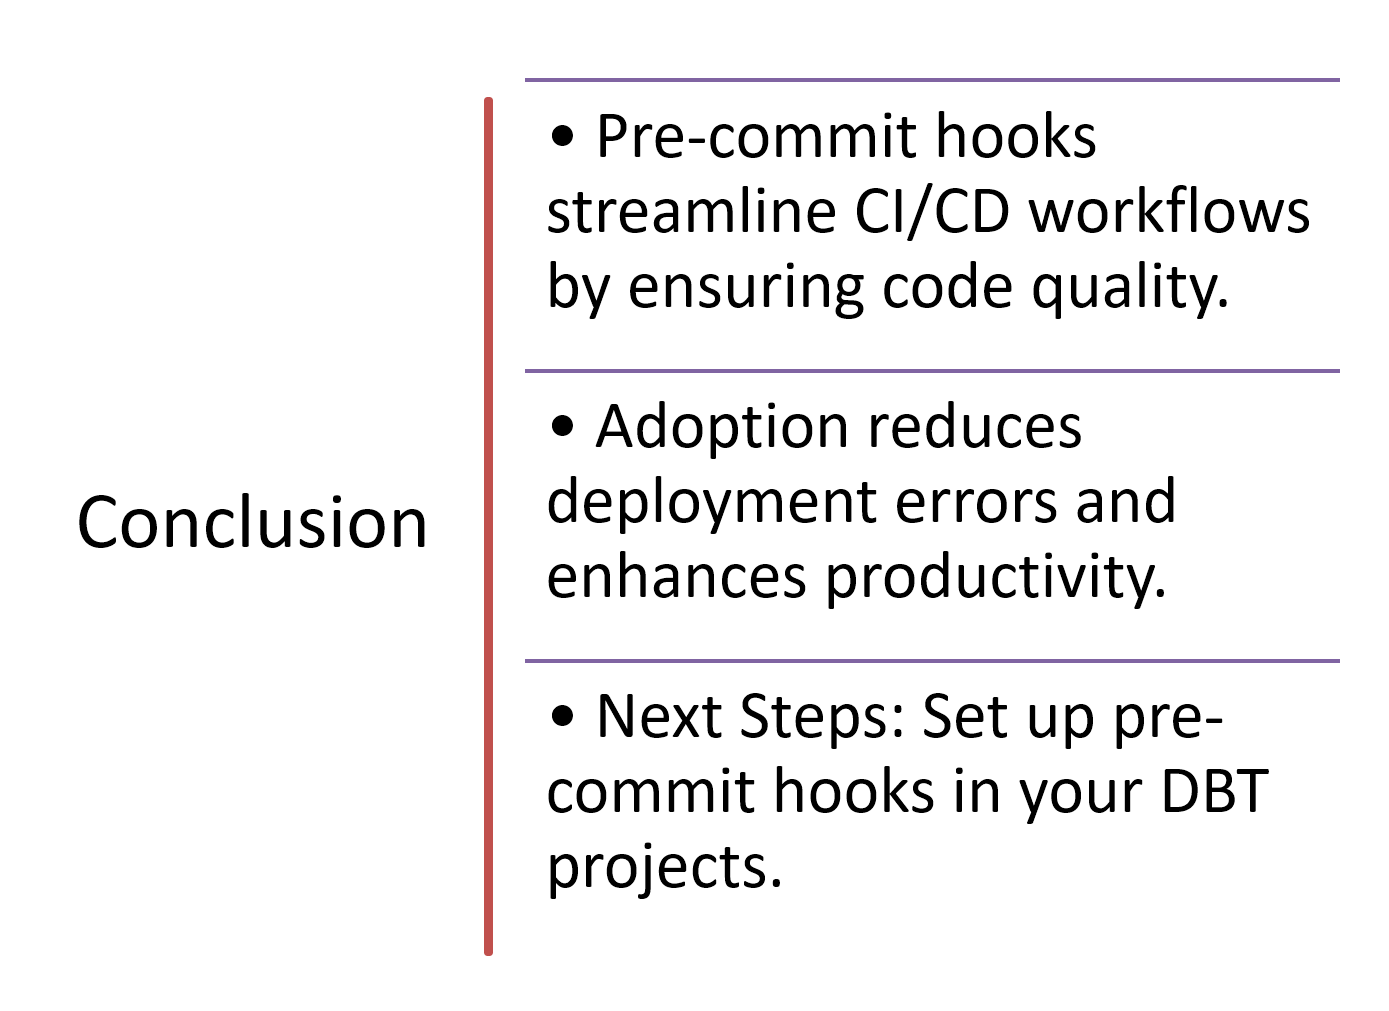 Conclusion
• Pre-commit hooks
streamline CI/CD workflows
by ensuring code quality.
• Adoption reduces
deployment errors and
enhances productivity.
• Next Steps: Set up pre-
commit hooks in your DBT
projects.